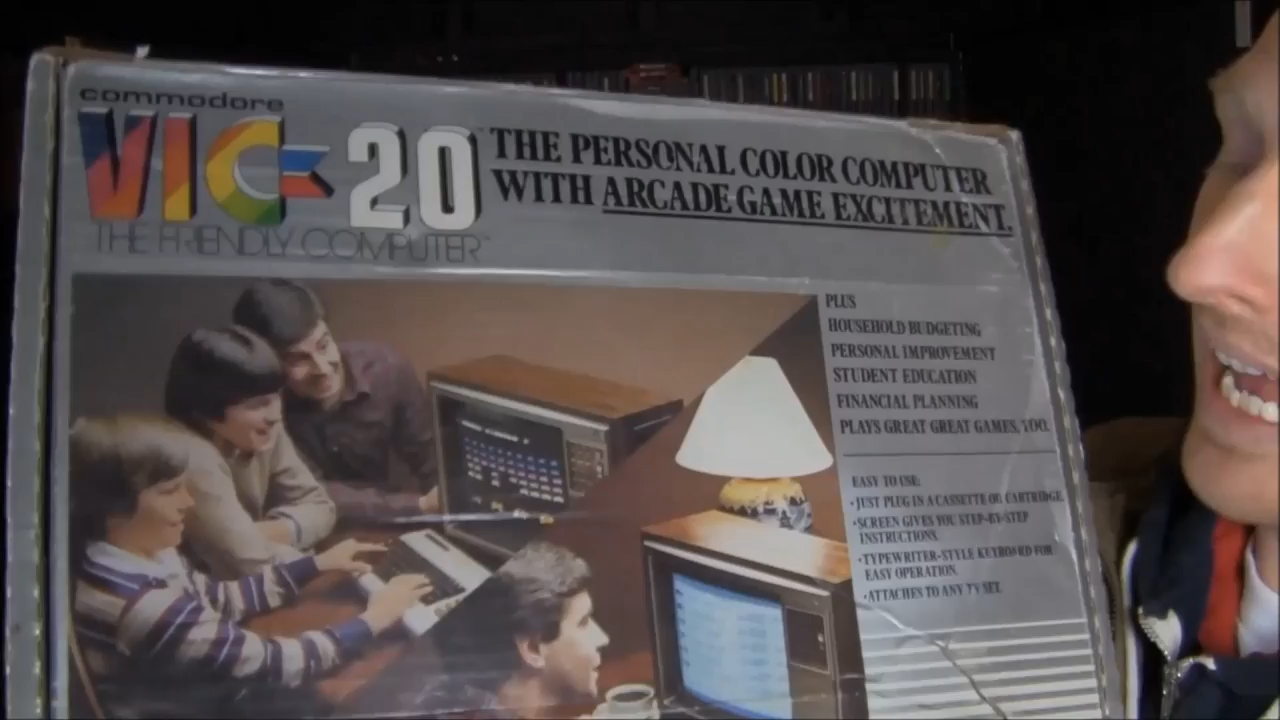 commodore
VIC-20
THE FRIENDLY COMPUTER
THE PERSONAL COLOR COMPUTER
WITH ARCADE GAME EXCITEMENT.
PLUS
HOUSEHOLD BUDGETING
PERSONAL IMPROVEMENT
STUDENT EDUCATION
FINANCIAL PLANNING
PLAYS GREAT GREAT GAMES, TOO.
EASY TO USE:
•JUST PLUG IN A CASSETTE OR CARTRIDGE.
•SCREEN GIVES YOU STEP-BY-STEP
INSTRUCTIONS.
•TYPEWRITER-STYLE KEYBOARD FOR
EASY OPERATION.
•ATTACHES TO ANY TV SET.